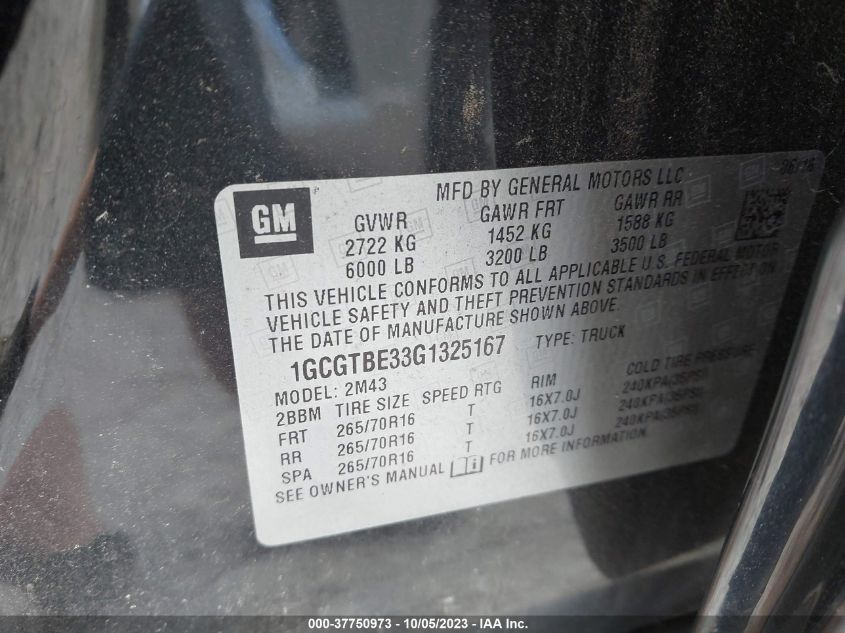 MFD BY GENERAL MOTORS LLC 06/16
GM
GVWR GAWR FRT GAWR RR
2722 KG 1452 KG 1588 KG
6000 LB 3200 LB 3500 LB
THIS VEHICLE CONFORMS TO ALL APPLICABLE U.S. FEDERAL MOTOR
VEHICLE SAFETY AND THEFT PREVENTION STANDARDS IN EFFECT ON
THE DATE OF MANUFACTURE SHOWN ABOVE.
1GCGTBE33G1325167 TYPE: TRUCK
MODEL: 2M43
2BBM TIRE SIZE SPEED RTG RIM COLD TIRE PRESSURE
FRT 265/70R16 T 16X7.0J 240KPA(35PSI)
RR 265/70R16 T 16X7.0J 240KPA(35PSI)
SPA 265/70R16 T 16X7.0J 240KPA(35PSI)
SEE OWNER'S MANUAL FOR MORE INFORMATION
000-37750973 - 10/05/2023 - IAA Inc.